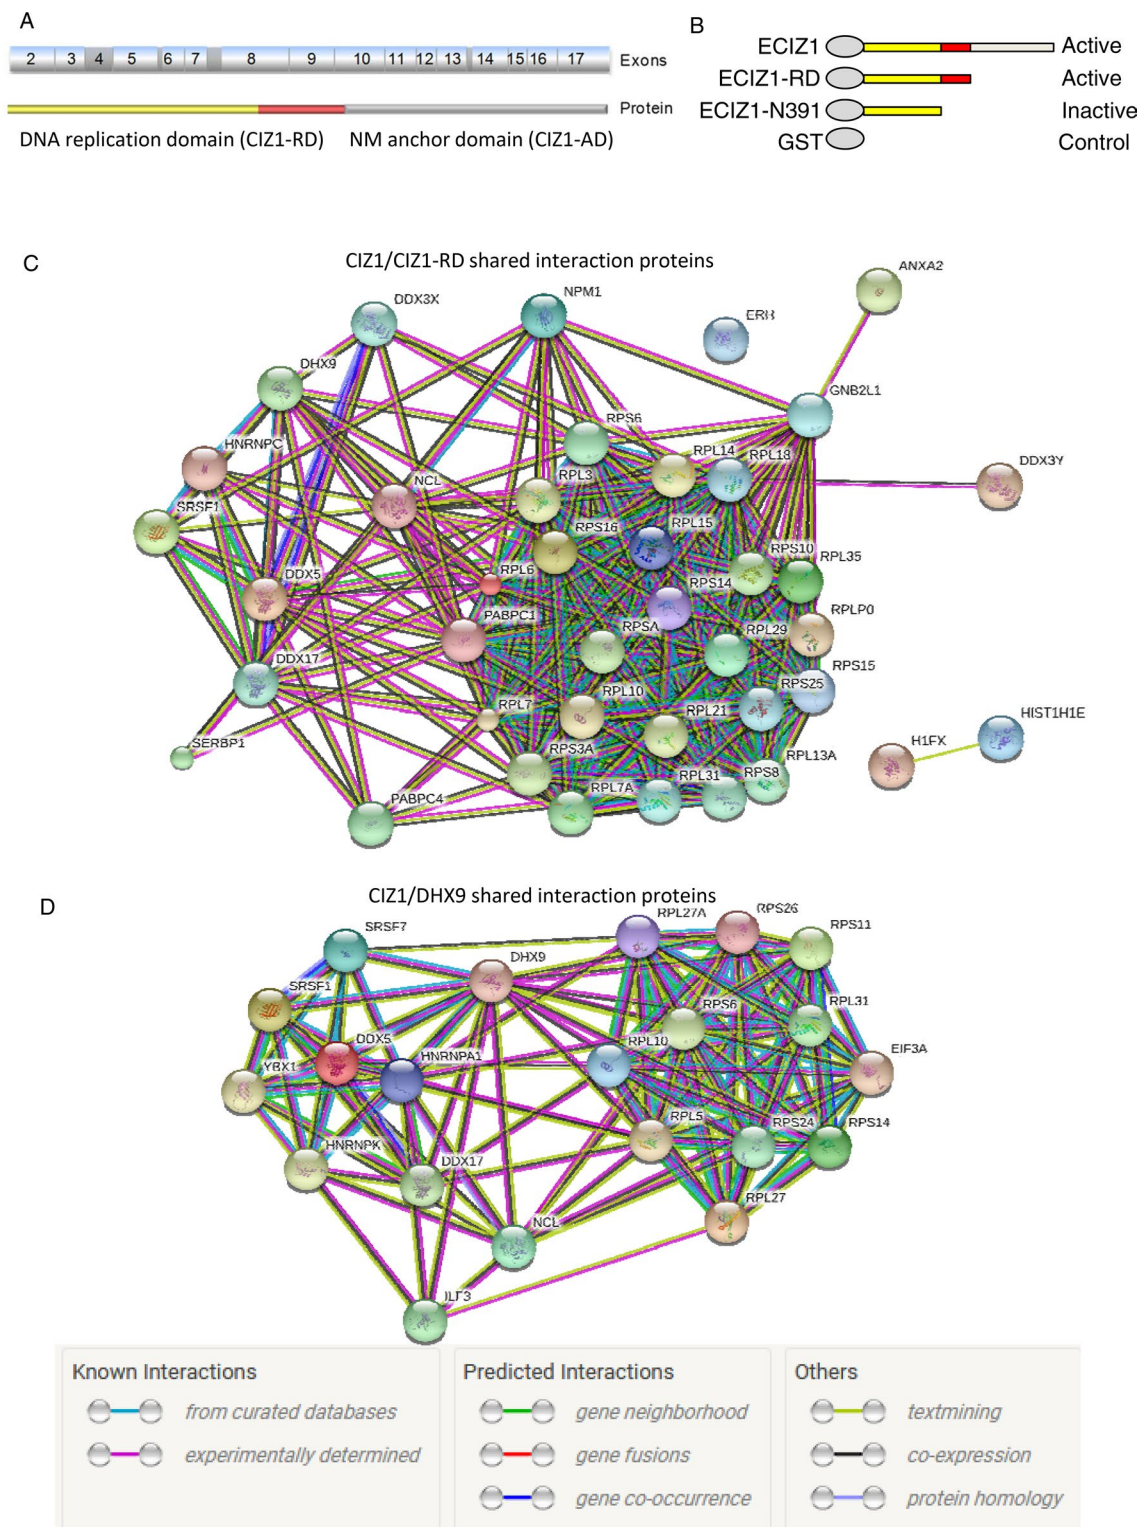 A
2 3 4 5 6 7 8 9 10 11 12 13 14 15 16 17 Exons
Protein
DNA replication domain (CIZ1-RD) NM anchor domain (CIZ1-AD)
B
ECIZ1 Active
ECIZ1-RD Active
ECIZ1-N391 Inactive
GST Control
C
CIZ1/CIZ1-RD shared interaction proteins
ANXA2
NPM1
DDX3X
ERH
DHX9
GNB2L1
RPS6
HNRNPC
RPL14
RPL18
DDX3Y
NCL
RPL3
SRSF1
RPS16
RPL15
RPS10
RPL35
RPL6
DDX5
RPS14
RPLP0
PABPC1
RPSA
RPL29
DDX17
RPS15
RPS25
RPL10
RPL7
RPL21
HIST1H1E
SERBP1
RPS3A
H1FX
RPL13A
RPL31
RPS8
RPL7A
PABPC4
D
CIZ1/DHX9 shared interaction proteins
RPL27A
RPS26
SRSF7
RPS11
DHX9
SRSF1
RPS6
RPL31
DDX5
RPL10
EIF3A
HNRNPA1
YBX1
RPL5
RPS24
RPS14
HNRNPK
DDX17
RPL27
NCL
ILF3
Known Interactions
from curated databases
experimentally determined
Predicted Interactions
gene neighborhood
gene fusions
gene co-occurrence
Others
textmining
co-expression
protein homology